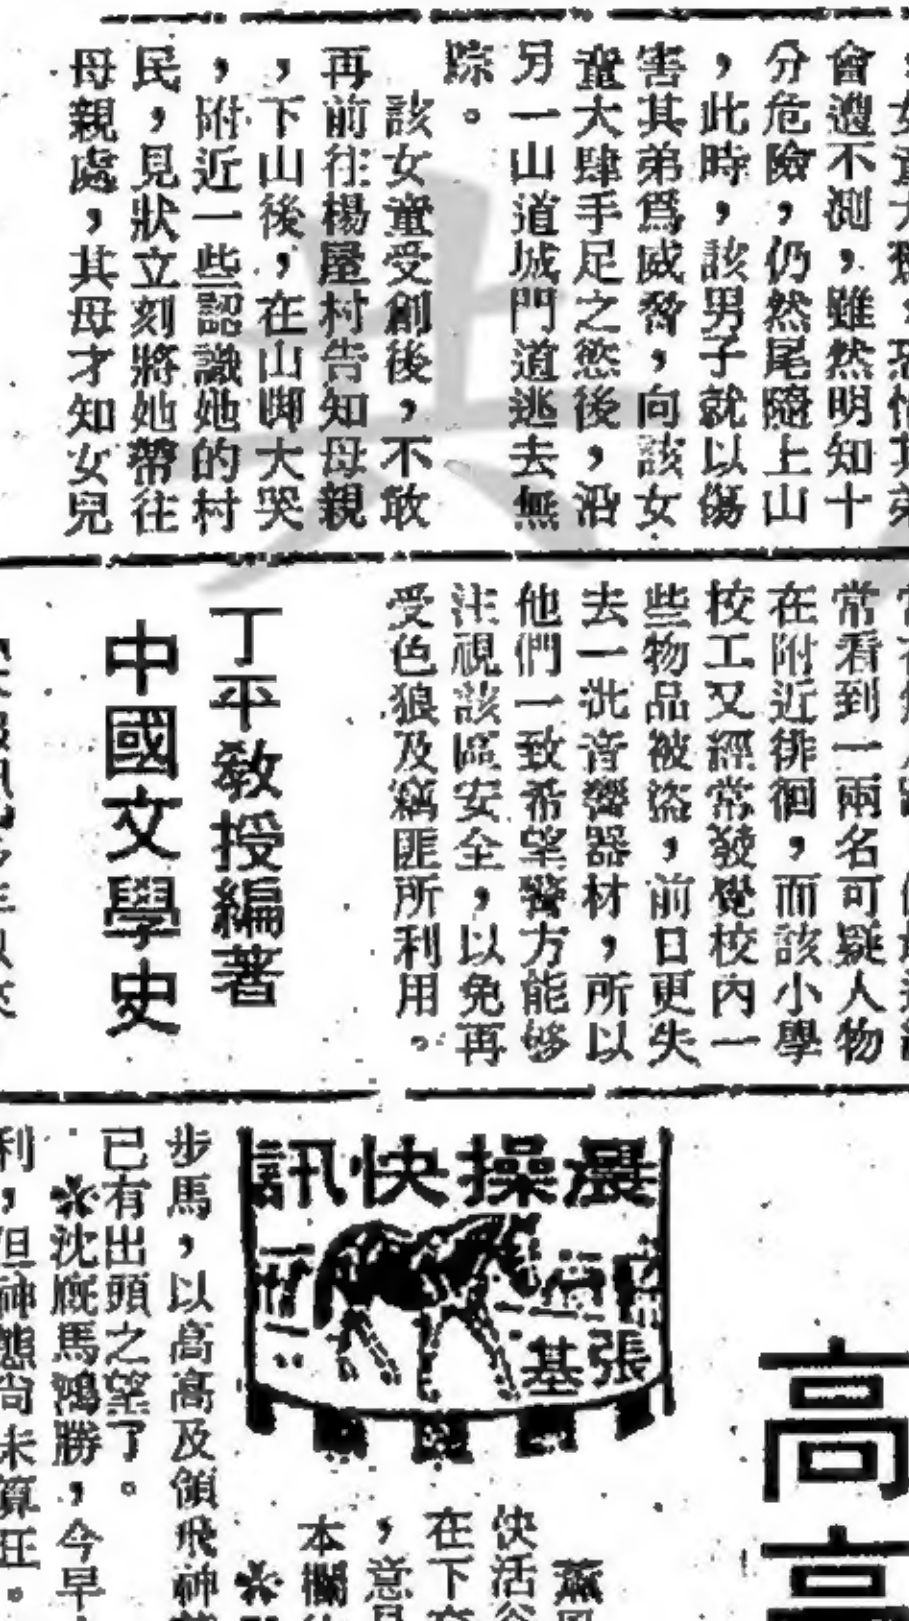 會遭不測，雖然明知十
分危險，仍然尾隨上山
，此時，該男子就以傷
害其弟爲威脅，向該女
童大肆手足之慾後，沿
另一山道城門道逃去無
踪。
該女童受創後，不敢
再前往楊屋村告知母親
，下山後，在山脚大哭
，附近一些認識她的村
民，見狀立刻將她帶往
母親處，其母才知女兒
常看到一兩名可疑人物
在附近徘徊，而該小學
校工又經常發覺校內一
些物品被盜，前日更失
去一批音響器材，所以
他們一致希望警方能够
注視該區安全，以免再
受色狼及竊匪所利用。
丁平敎授編著
中國文學史
高高
晨操快訊
張基
快活谷
在下
，意見
本欄
步馬，以高高及領飛神
已有出頭之望了。
沈廐馬鴻勝，今早
利，但神態尚未算旺。